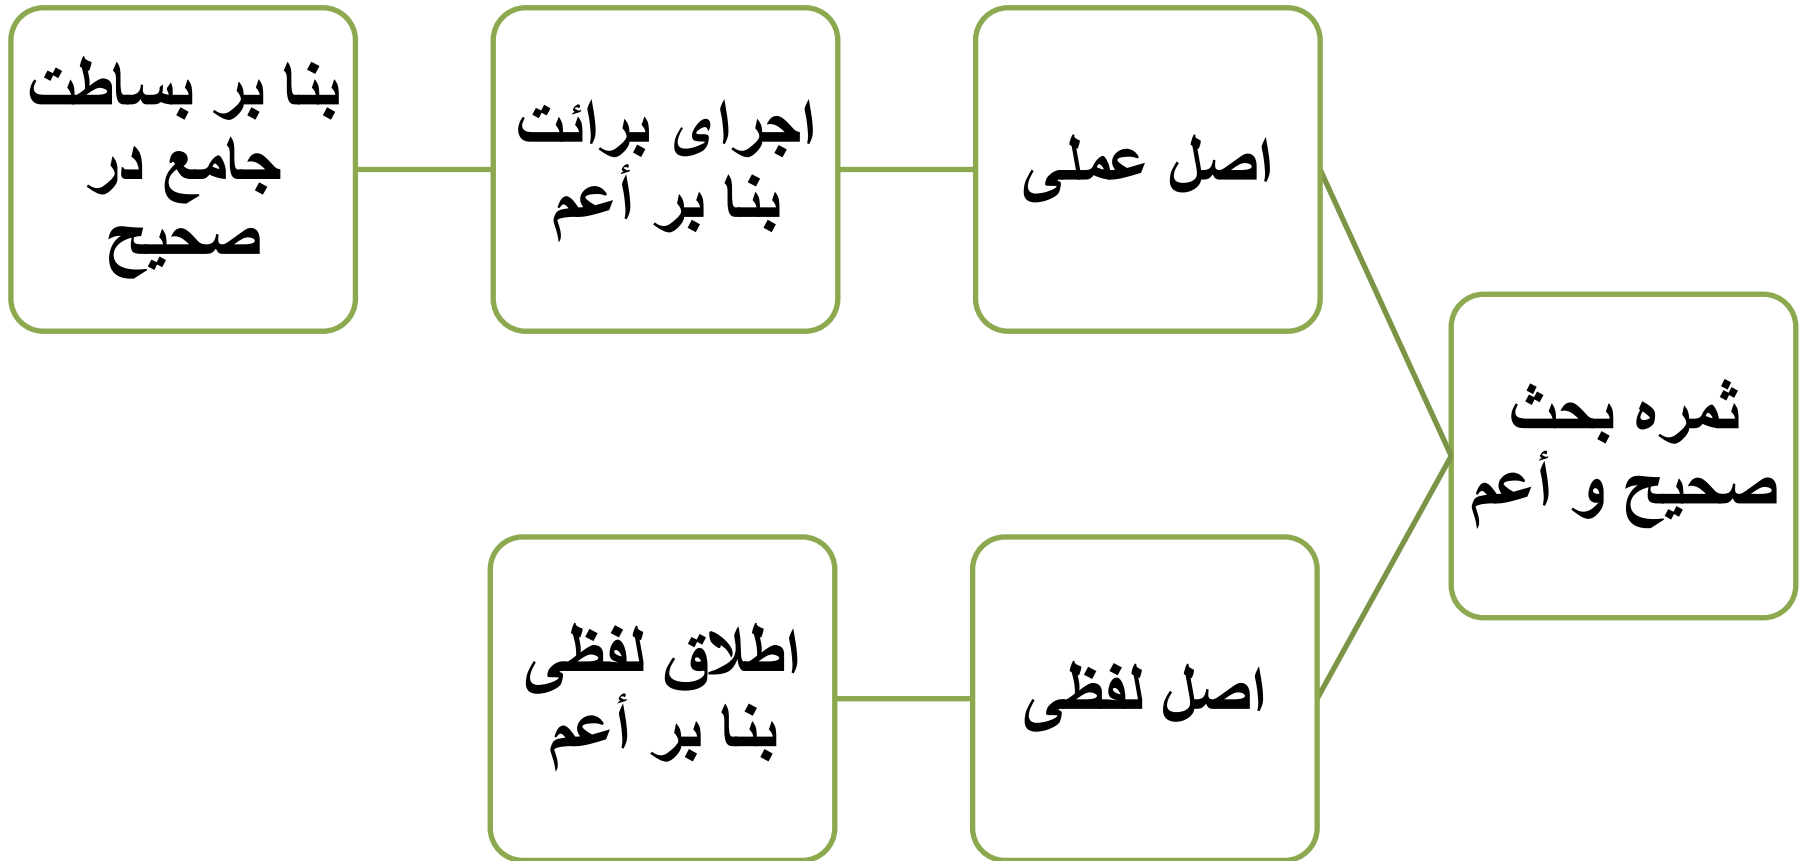 ثمره بحث
صحیح و أعم
اصل عملی
اجرای برائت
بنا بر أعم
بنا بر بساطت
جامع در
صحیح
اصل لفظی
اطلاق لفظی
بنا بر أعم